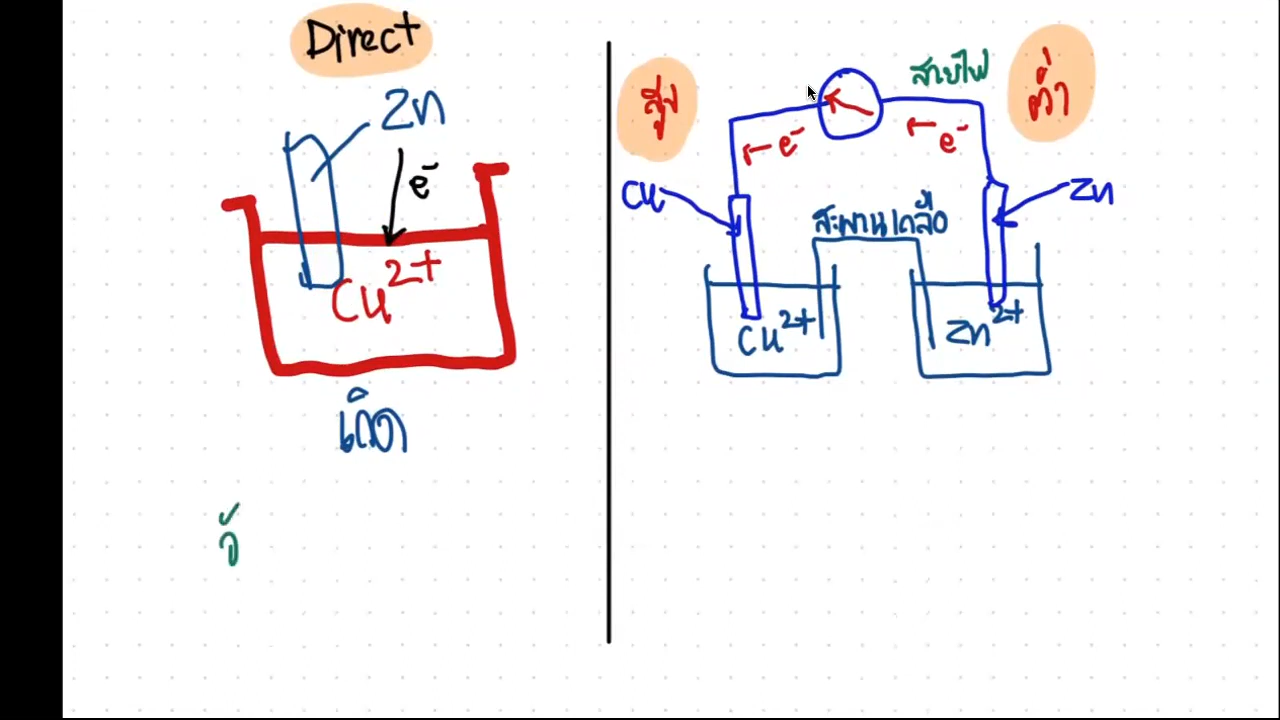 Direct
Zn
e⁻
Cu²⁺
เกิด
สูง
สายไฟ
ต่ำ
← e⁻
← e⁻
Cu
Zn
สะพานเกลือ
Cu²⁺
Zn²⁺